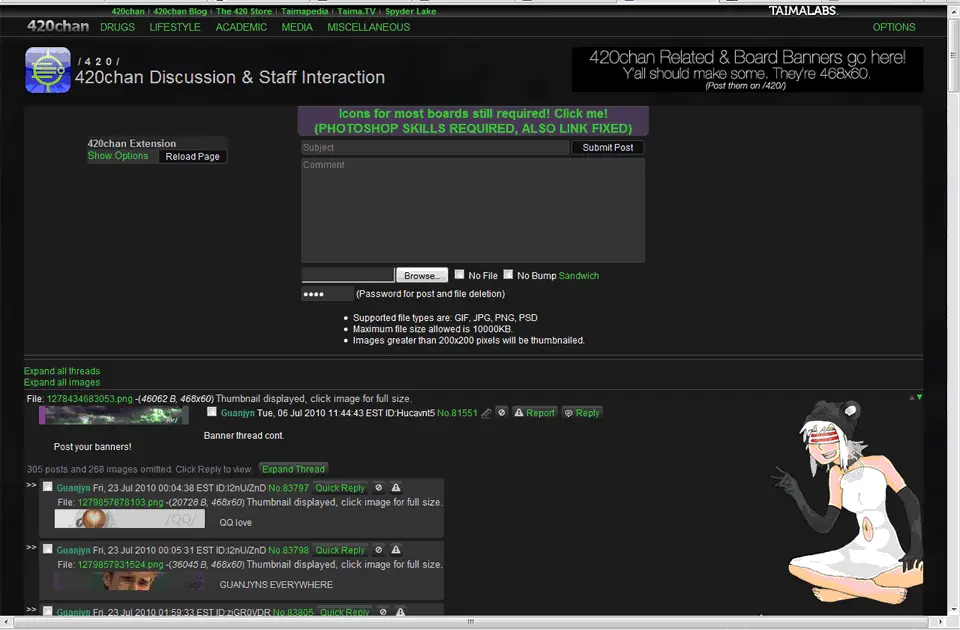 420chan | 420chan Blog | The 420 Store | Taimapedia | Taima.TV | Spyder Lake
TAIMALABS.
420chan DRUGS LIFESTYLE ACADEMIC MEDIA MISCELLANEOUS OPTIONS
/420/
420chan Discussion & Staff Interaction
420chan Related & Board Banners go here!
Y'all should make some. They're 468x60.
(Post them on /420/)
Icons for most boards still required! Click me!
(PHOTOSHOP SKILLS REQUIRED, ALSO LINK FIXED)
420chan Extension
Show Options Reload Page
Subject Submit Post
Comment
Browse... No File No Bump Sandwich
(Password for post and file deletion)
Supported file types are: GIF, JPG, PNG, PSD
Maximum file size allowed is 10000KB.
Images greater than 200x200 pixels will be thumbnailed.
Expand all threads
Expand all images
File: 1278434683053.png -(46062 B, 468x60) Thumbnail displayed, click image for full size.
Guanjyn Tue, 06 Jul 2010 11:44:43 EST ID:Hucavnt5 No.81551 Report Reply
Banner thread cont.
Post your banners!
305 posts and 268 images omitted. Click Reply to view. Expand Thread
>> Guanjyn Fri, 23 Jul 2010 00:04:38 EST ID:I2nU/ZnD No.83797 Quick Reply
File: 1279857878103.png -(20728 B, 468x60) Thumbnail displayed, click image for full size.
/QQ/
QQ love
>> Guanjyn Fri, 23 Jul 2010 00:05:31 EST ID:I2nU/ZnD No.83798 Quick Reply
File: 1279857931524.png -(36045 B, 468x60) Thumbnail displayed, click image for full size.
GUANJYNS EVERYWHERE
>> Guanjyn Fri, 23 Jul 2010 01:59:33 EST ID:ziGR0VDR No.83805 Quick Reply